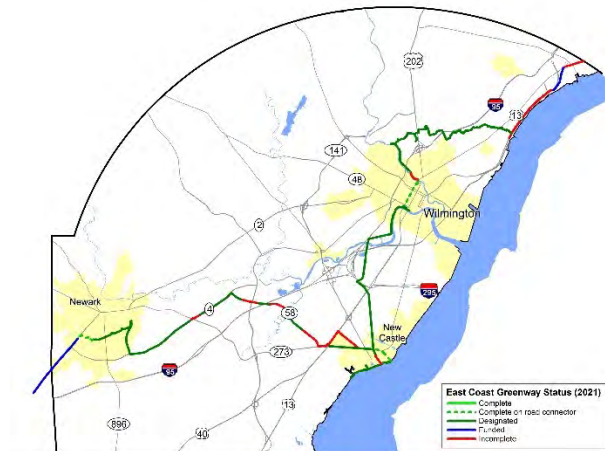 202
95
13
141
48
Wilmington
2
295
Newark
4
58
New
Castle
273
95
13
896
40
East Coast Greenway Status (2021)
Complete
Complete on road connector
Designated
Funded
Incomplete